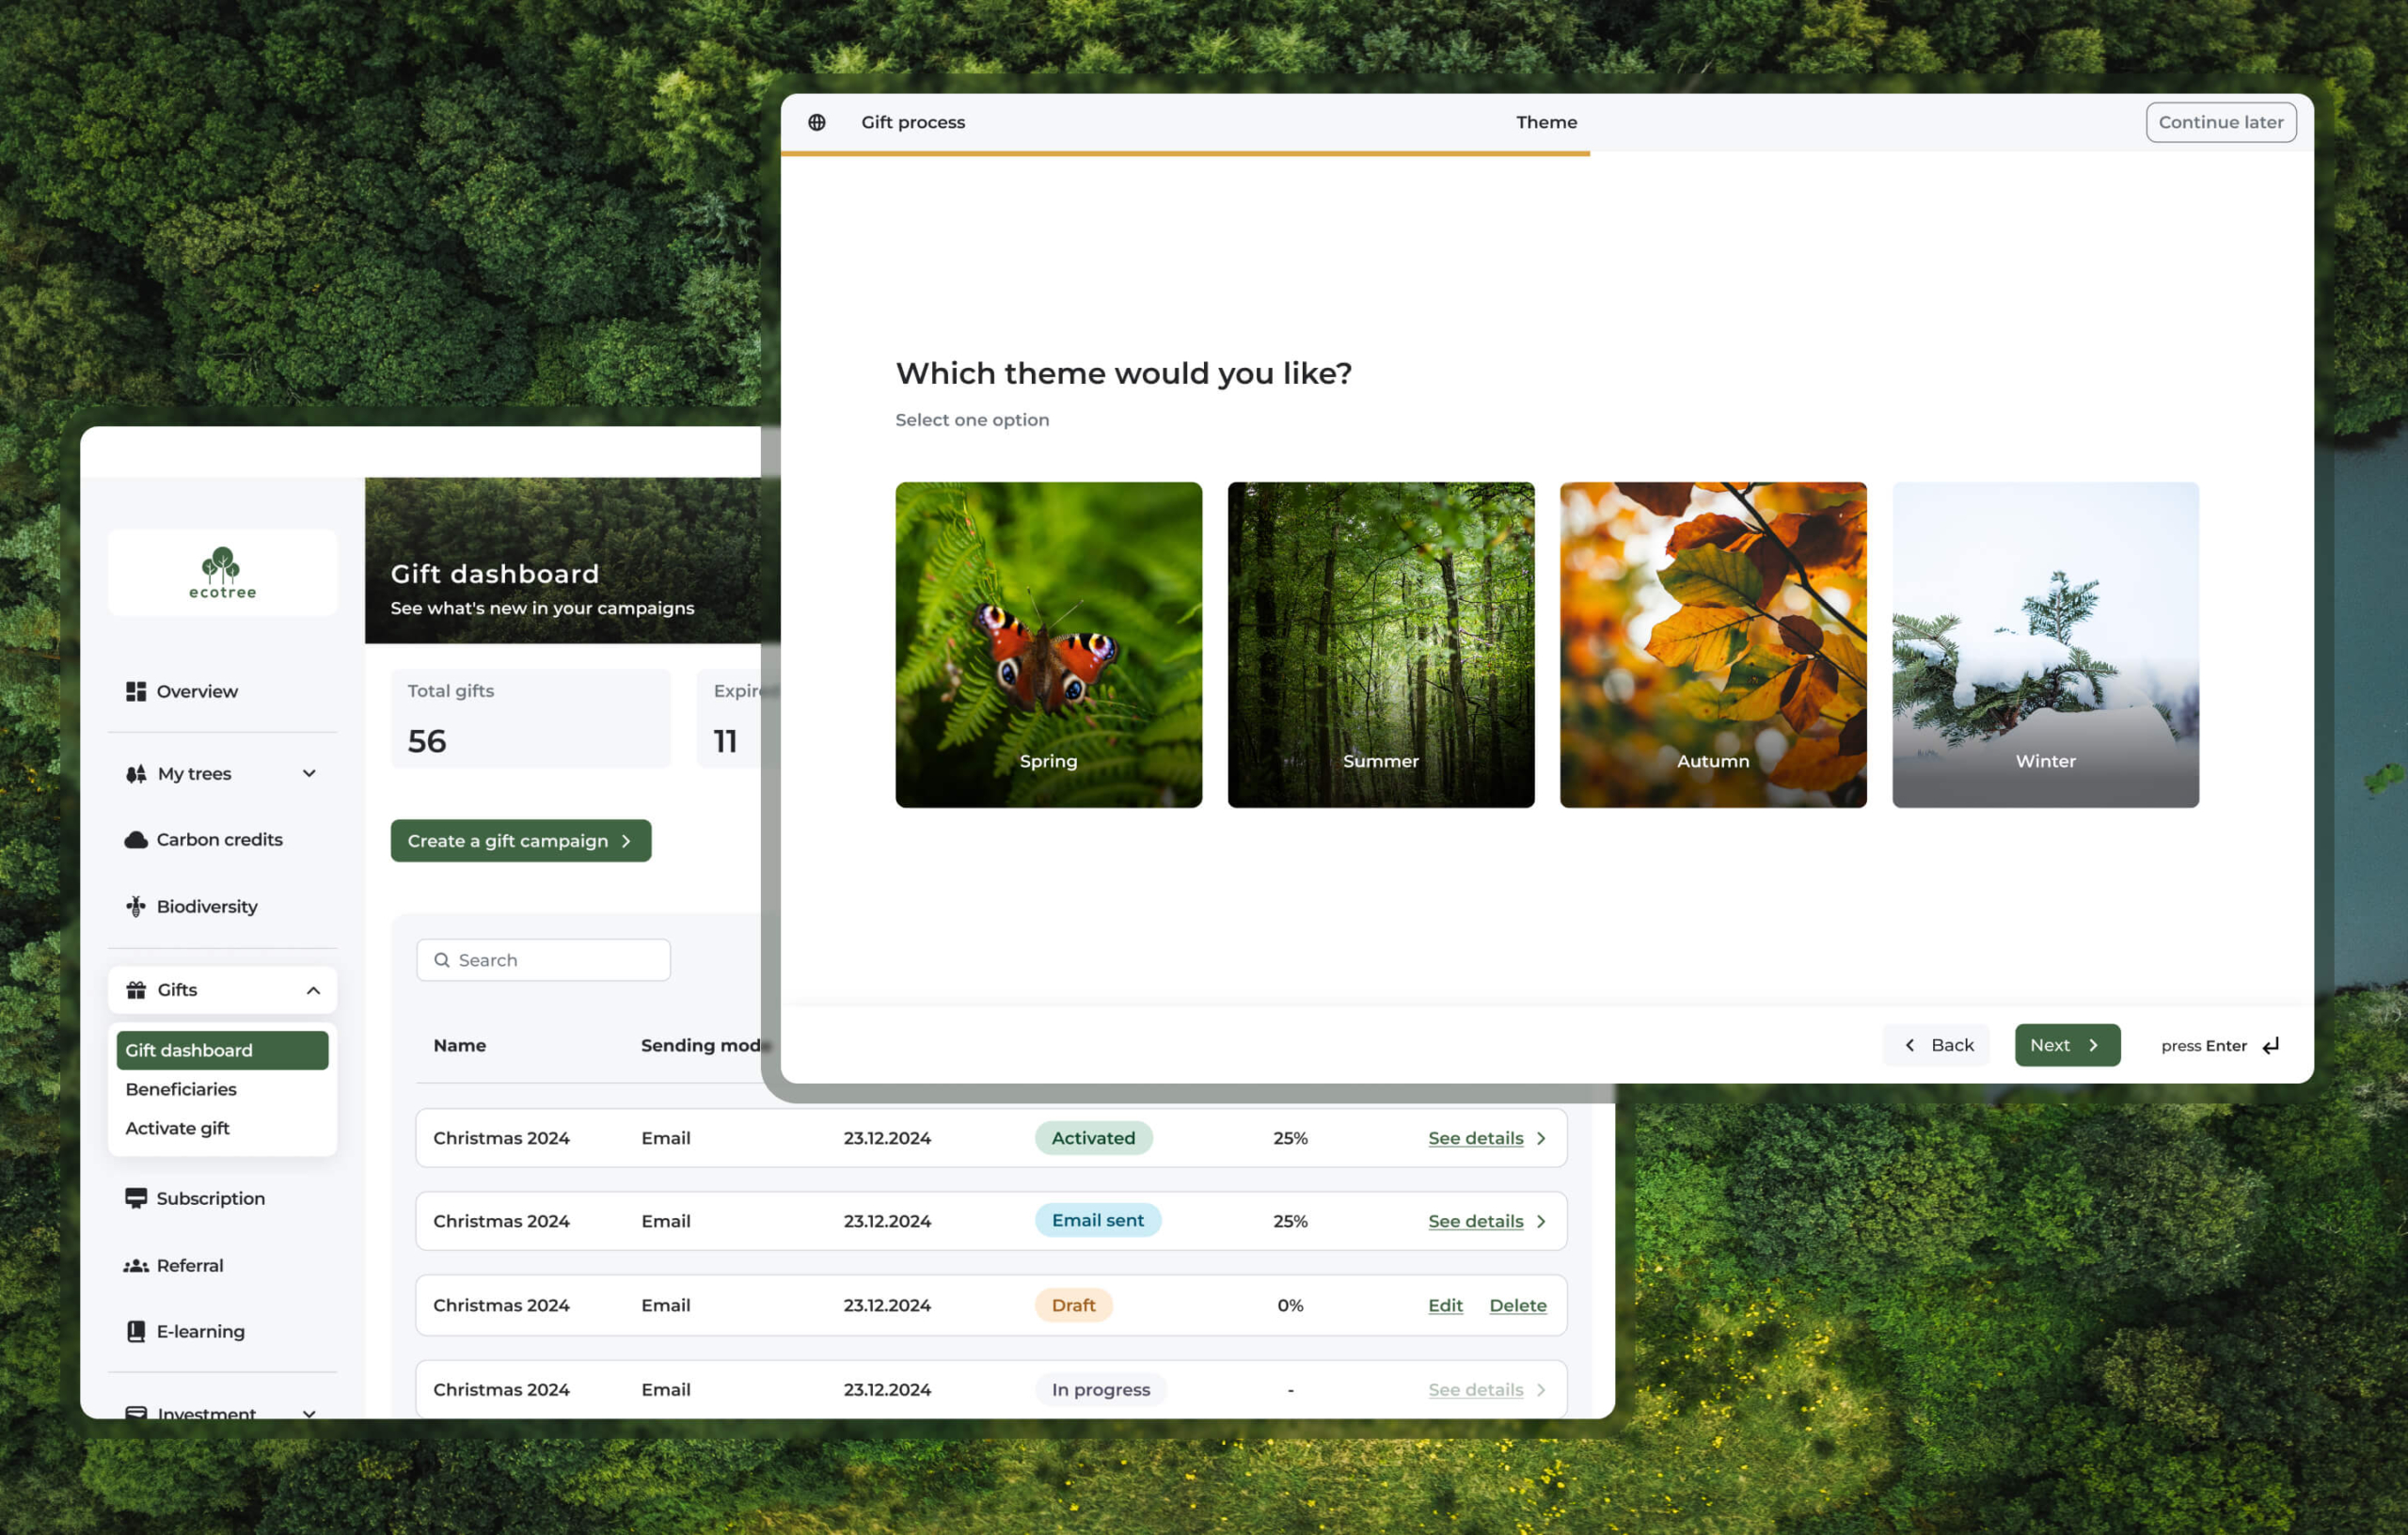 Gift process
Theme
Continue later
Which theme would you like?
Select one option
Spring
Summer
Autumn
Winter
Back
Next
press Enter
ecotree
Overview
My trees
Carbon credits
Biodiversity
Gifts
Gift dashboard
Beneficiaries
Activate gift
Subscription
Referral
E-learning
Investment
Gift dashboard
See what's new in your campaigns
Total gifts
56
11
Create a gift campaign
Search
Name Sending mode
Christmas 2024 Email 23.12.2024 Activated 25% See details
Christmas 2024 Email 23.12.2024 Email sent 25% See details
Christmas 2024 Email 23.12.2024 Draft 0% Edit Delete
Christmas 2024 Email 23.12.2024 In progress - See details